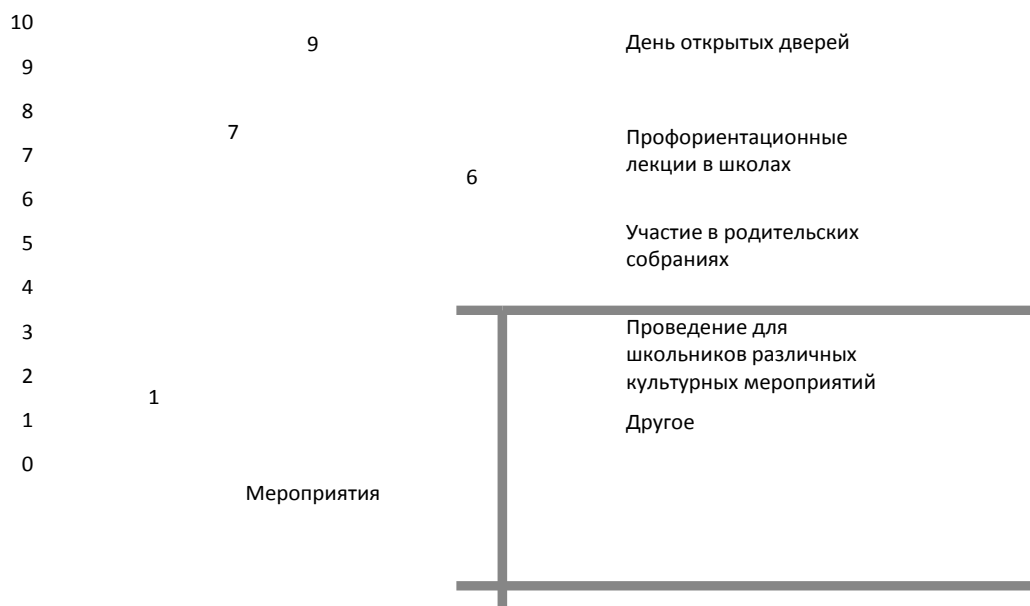 10
9
8
7
6
5
4
3
2
1
0
9
7
6
1
Мероприятия
День открытых дверей
Профориентационные
лекции в школах
Участие в родительских
собраниях
Проведение для
школьников различных
культурных мероприятий
Другое